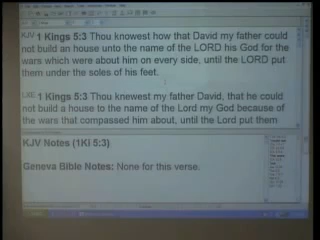 KJV 1 Kings 5:3 Thou knowest how that David my father could
not build an house unto the name of the LORD his God for the
wars which were about him on every side, until the LORD put
them under the soles of his feet.
LXE 1 Kings 5:3 Thou knewest my father David, that he could
not build a house to the name of the Lord my God because of
the wars that compassed him about, until the Lord put them
KJV Notes (1KI 5:3)
Geneva Bible Notes: None for this verse.